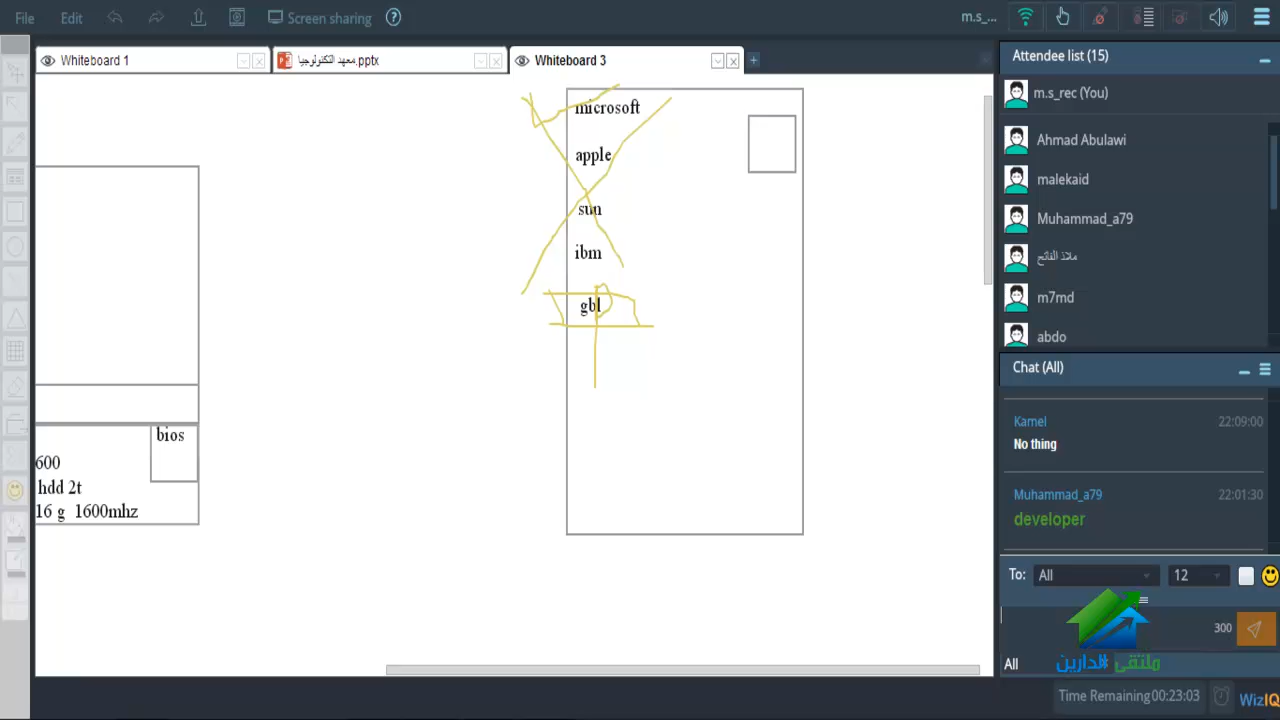 File Edit Screen sharing ? m.s_...
Whiteboard 1
معهد التكنولوجيا.pptx
Whiteboard 3
microsoft
apple
sun
ibm
gbl
bios
600
hdd 2t
16 g 1600mhz
Attendee list (15)
m.s_rec (You)
Ahmad Abulawi
malekaid
Muhammad_a79
ملاذ الفاتح
m7md
abdo
Chat (All)
Kamel 22:09:00
No thing
Muhammad_a79 22:01:30
developer
To: All 12
300
All
ملتقى الدارين
Time Remaining 00:23:03
WizIQ